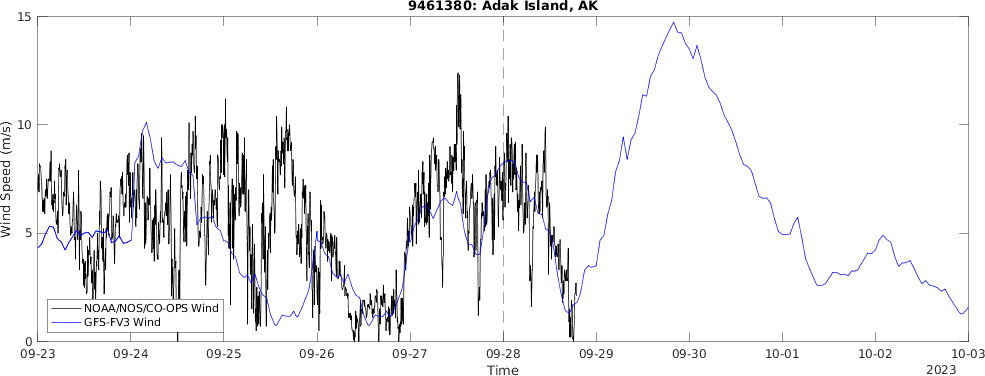 9461380: Adak Island, AK
15
10
5
0
Wind Speed (m/s)
NOAA/NOS/CO-OPS Wind
GFS-FV3 Wind
09-23 09-24 09-25 09-26 09-27 09-28 09-29 09-30 10-01 10-02 10-03
Time
2023